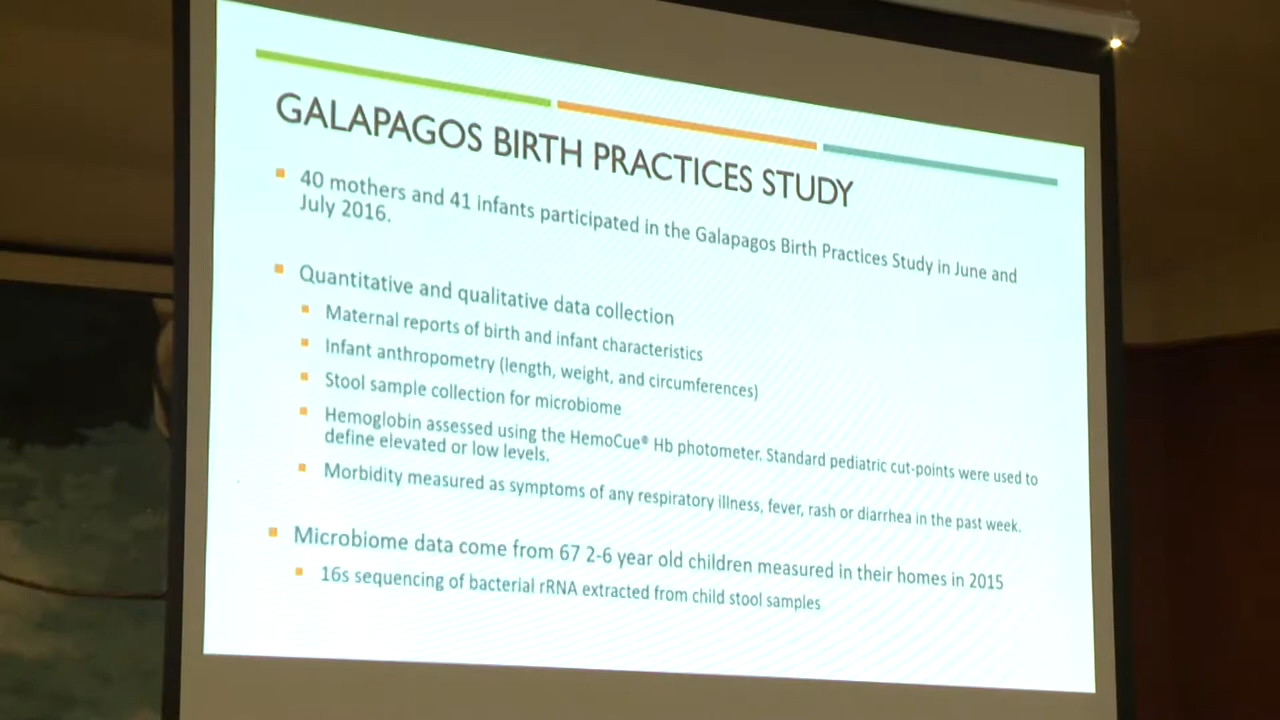 GALAPAGOS BIRTH PRACTICES STUDY
40 mothers and 41 infants participated in the Galapagos Birth Practices Study in June and
July 2016.
Quantitative and qualitative data collection
Maternal reports of birth and infant characteristics
Infant anthropometry (length, weight, and circumferences)
Stool sample collection for microbiome
Hemoglobin assessed using the HemoCue® Hb photometer. Standard pediatric cut-points were used to
define elevated or low levels.
Morbidity measured as symptoms of any respiratory illness, fever, rash or diarrhea in the past week.
Microbiome data come from 67 2-6 year old children measured in their homes in 2015
16s sequencing of bacterial rRNA extracted from child stool samples